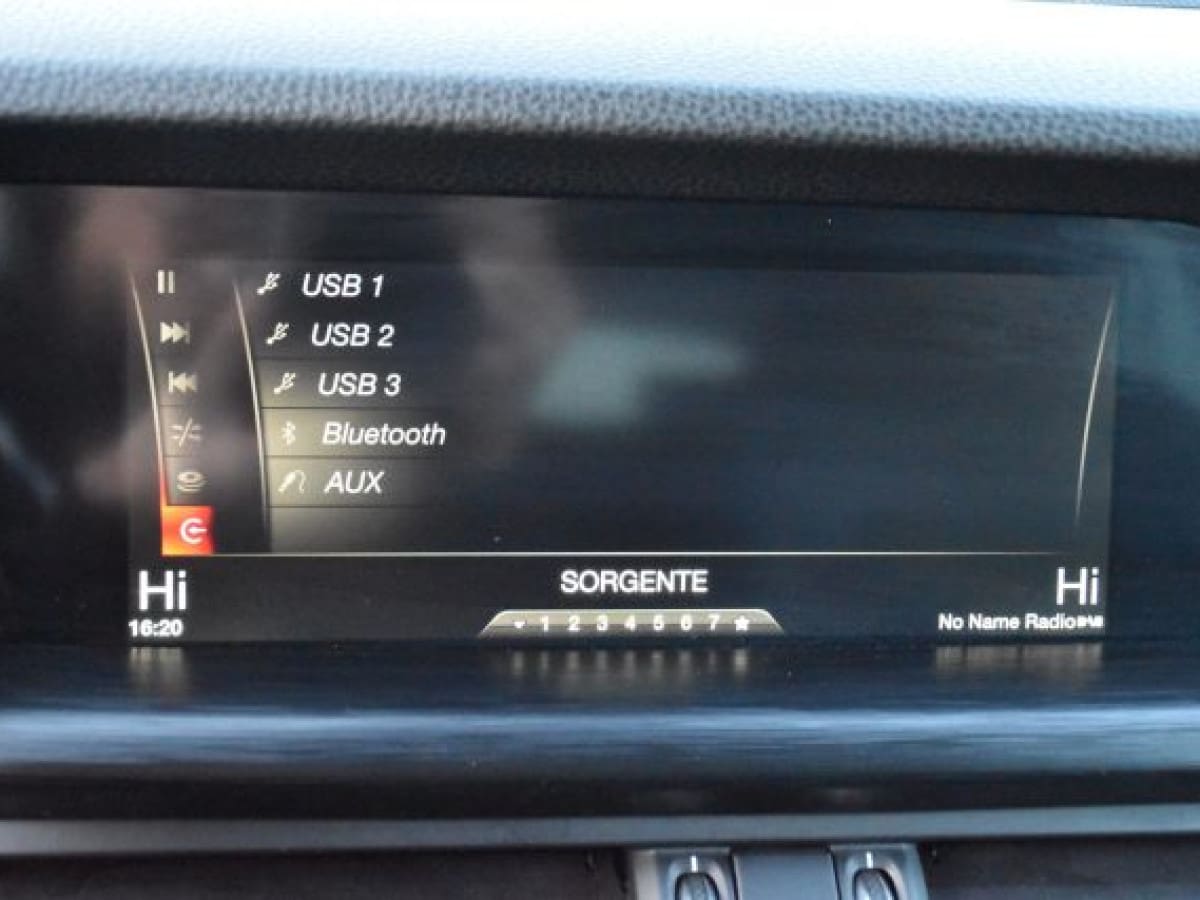 USB 1
USB 2
USB 3
Bluetooth
AUX
Hi
SORGENTE
Hi
16:20
1 2 3 4 5 6 7
No Name Radio DAB